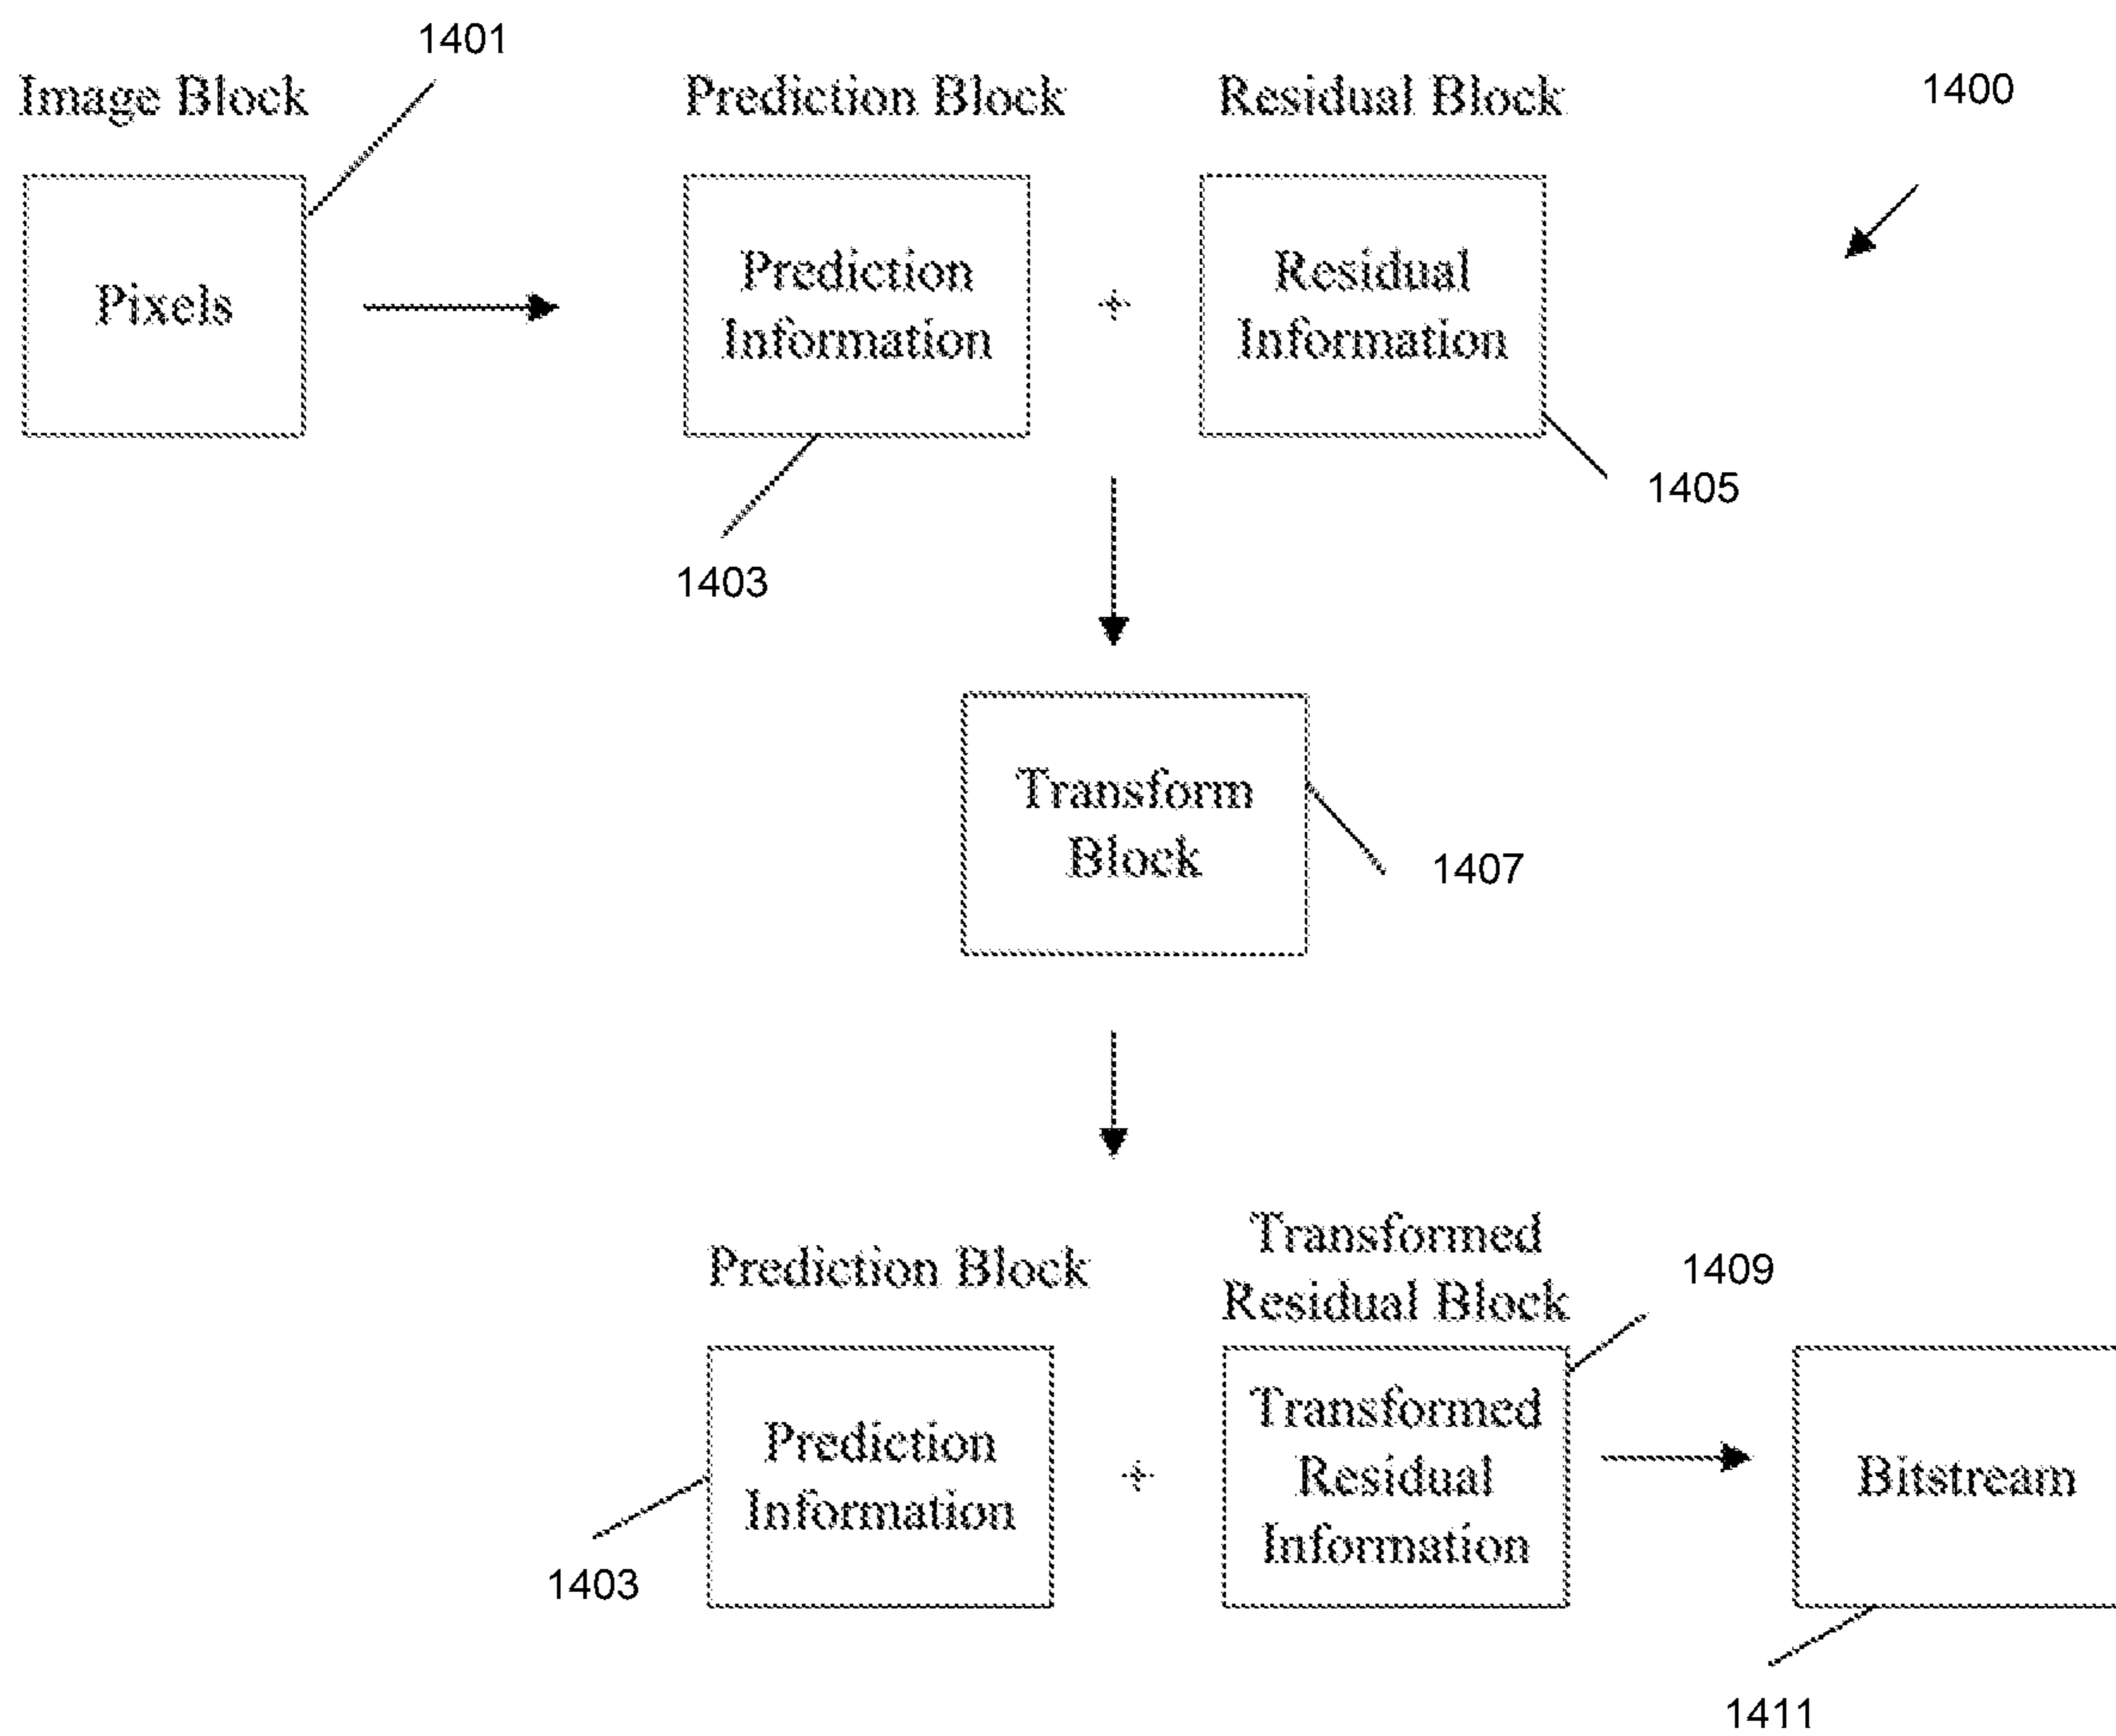 1401
Image Block
Prediction Block
Residual Block
1400
Pixels
Prediction
Information
+
Residual
Information
1405
1403
Transform
Block
1407
Prediction Block
Transformed
Residual Block
1409
Prediction
Information
+
Transformed
Residual
Information
Bitstream
1403
1411